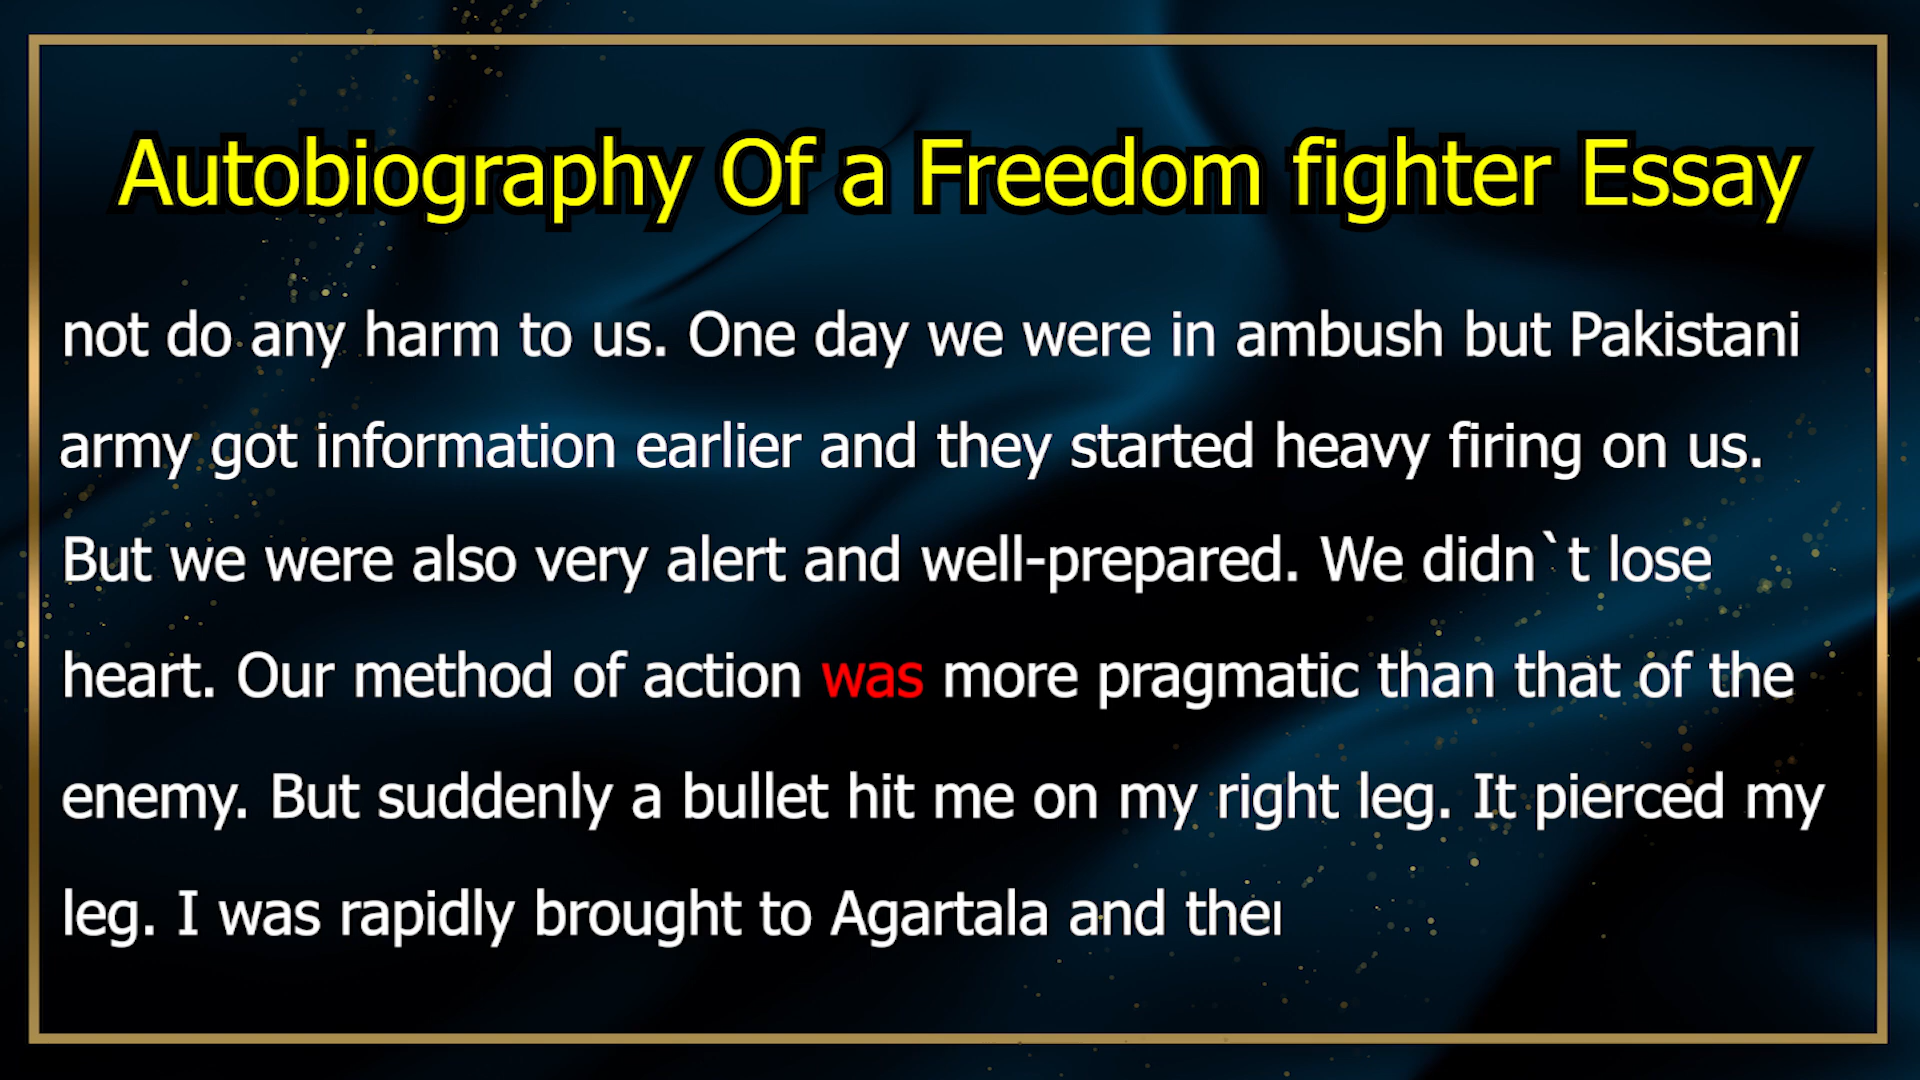 Autobiography Of a Freedom fighter Essay
not do any harm to us. One day we were in ambush but Pakistani
army got information earlier and they started heavy firing on us.
But we were also very alert and well-prepared. We didn`t lose
heart. Our method of action was more pragmatic than that of the
enemy. But suddenly a bullet hit me on my right leg. It pierced my
leg. I was rapidly brought to Agartala and